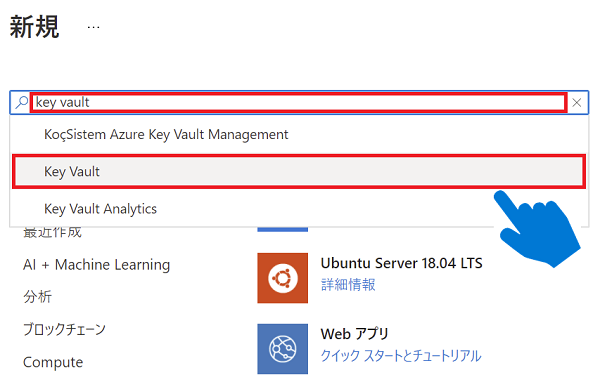 新規 …
key vault
KoçSistem Azure Key Vault Management
Key Vault
Key Vault Analytics
最近作成
AI + Machine Learning
Ubuntu Server 18.04 LTS
詳細情報
分析
ブロックチェーン
Web アプリ
クイック スタートとチュートリアル
Compute